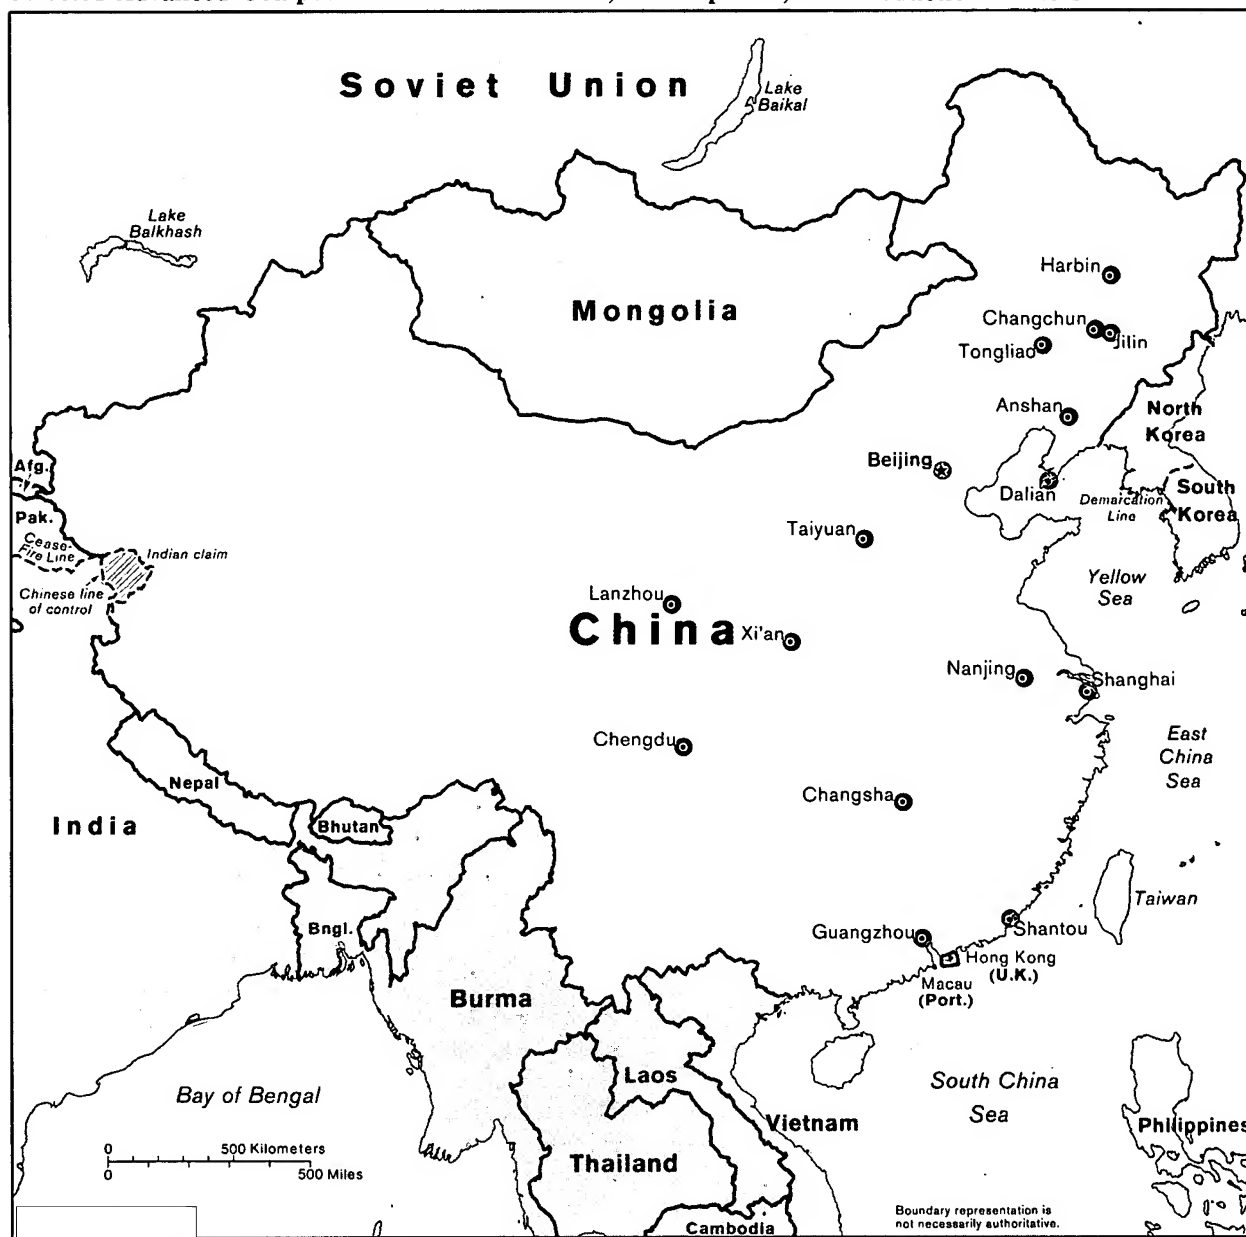 Soviet Union
Lake
Baikal
Lake
Balkhash
Harbin
Mongolia
Changchun
Jilin
Tongliao
Anshan
North
Korea
Beijing
Afg.
Dalian
Demarcation
Line
South
Korea
Pak.
Taiyuan
Cease-
Fire Line
Indian claim
Yellow
Sea
Chinese line
of control
Lanzhou
China
Xi'an
Nanjing
Shanghai
Chengdu
East
China
Sea
Nepal
Changsha
India
Bhutan
Taiwan
Bngl.
Guangzhou
Shantou
Hong Kong
(U.K.)
Macau
(Port.)
Burma
Laos
South China
Sea
Bay of Bengal
Vietnam
Philippines
0 500 Kilometers
0 500 Miles
Thailand
Cambodia
Boundary representation is
not necessarily authoritative.